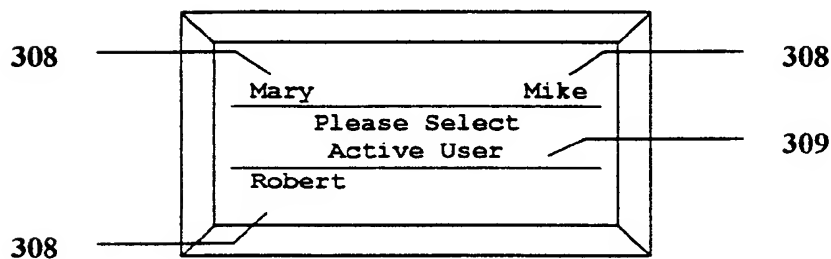 308 308
Mary Mike
Please Select
Active User
309
Robert
308